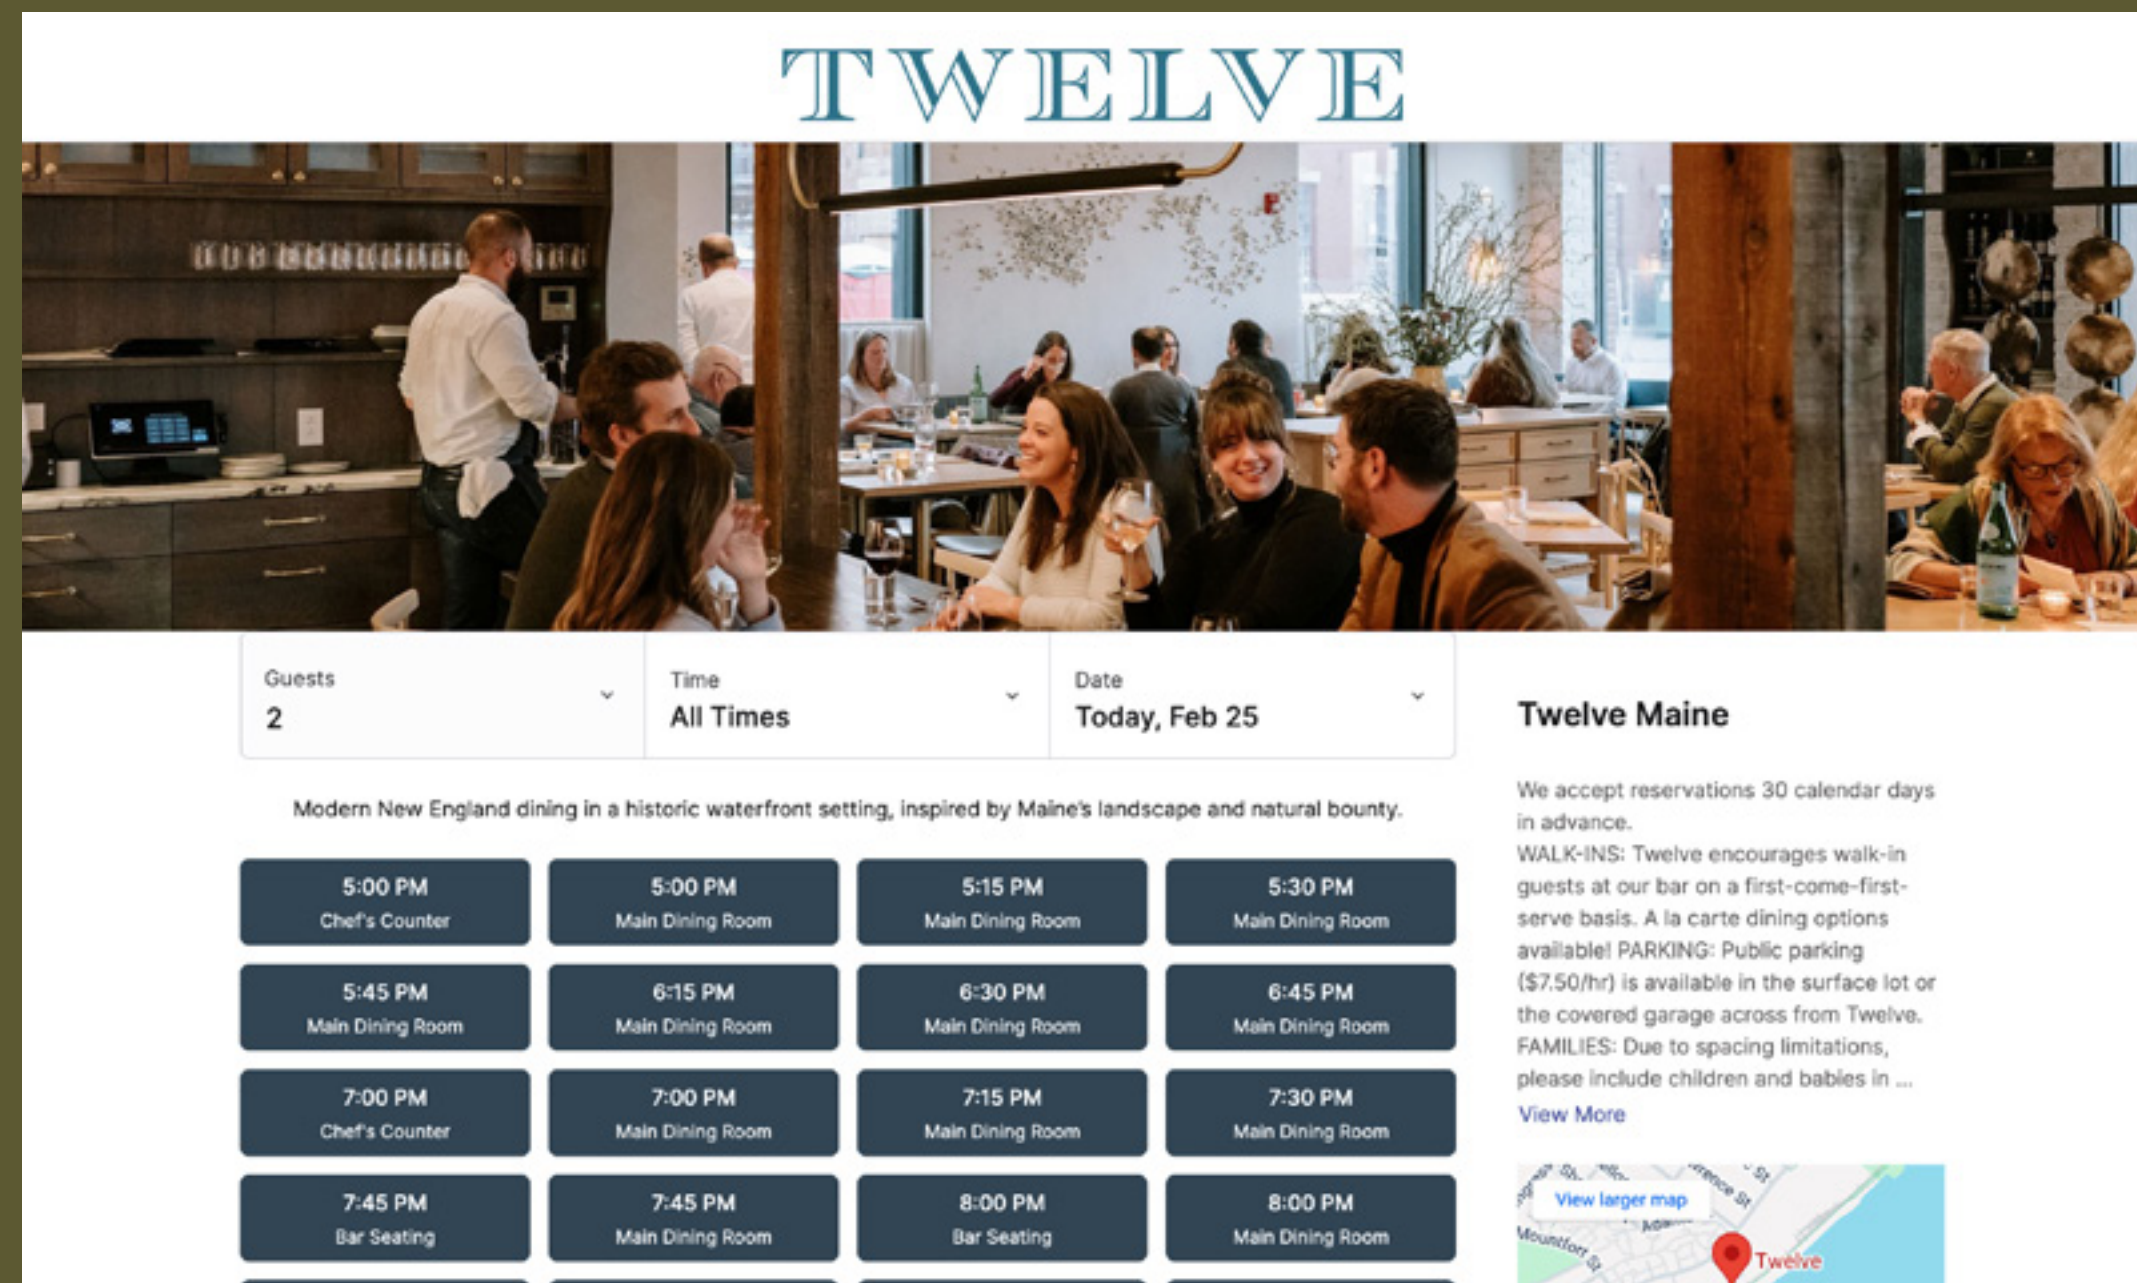 TWELVE
Guests
2
Time
All Times
Date
Today, Feb 25
Modern New England dining in a historic waterfront setting, inspired by Maine's landscape and natural bounty.
5:00 PM
Chef's Counter
5:00 PM
Main Dining Room
5:15 PM
Main Dining Room
5:30 PM
Main Dining Room
5:45 PM
Main Dining Room
6:15 PM
Main Dining Room
6:30 PM
Main Dining Room
6:45 PM
Main Dining Room
7:00 PM
Chef's Counter
7:00 PM
Main Dining Room
7:15 PM
Main Dining Room
7:30 PM
Main Dining Room
7:45 PM
Bar Seating
7:45 PM
Main Dining Room
8:00 PM
Bar Seating
8:00 PM
Main Dining Room
Twelve Maine
We accept reservations 30 calendar days
in advance.
WALK-INS: Twelve encourages walk-in
guests at our bar on a first-come-first-
serve basis. A la carte dining options
available! PARKING: Public parking
($7.50/hr) is available in the surface lot or
the covered garage across from Twelve.
FAMILIES: Due to spacing limitations,
please include children and babies in ...
View More
View larger map
Mountfort St
Twelve